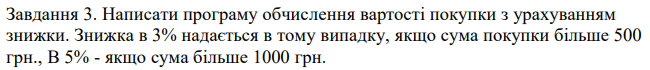 Завдання 3. Написати програму обчислення вартості покупки з урахуванням
знижки. Знижка в 3% надається в тому випадку, якщо сума покупки більше 500
грн., В 5% - якщо сума більше 1000 грн.